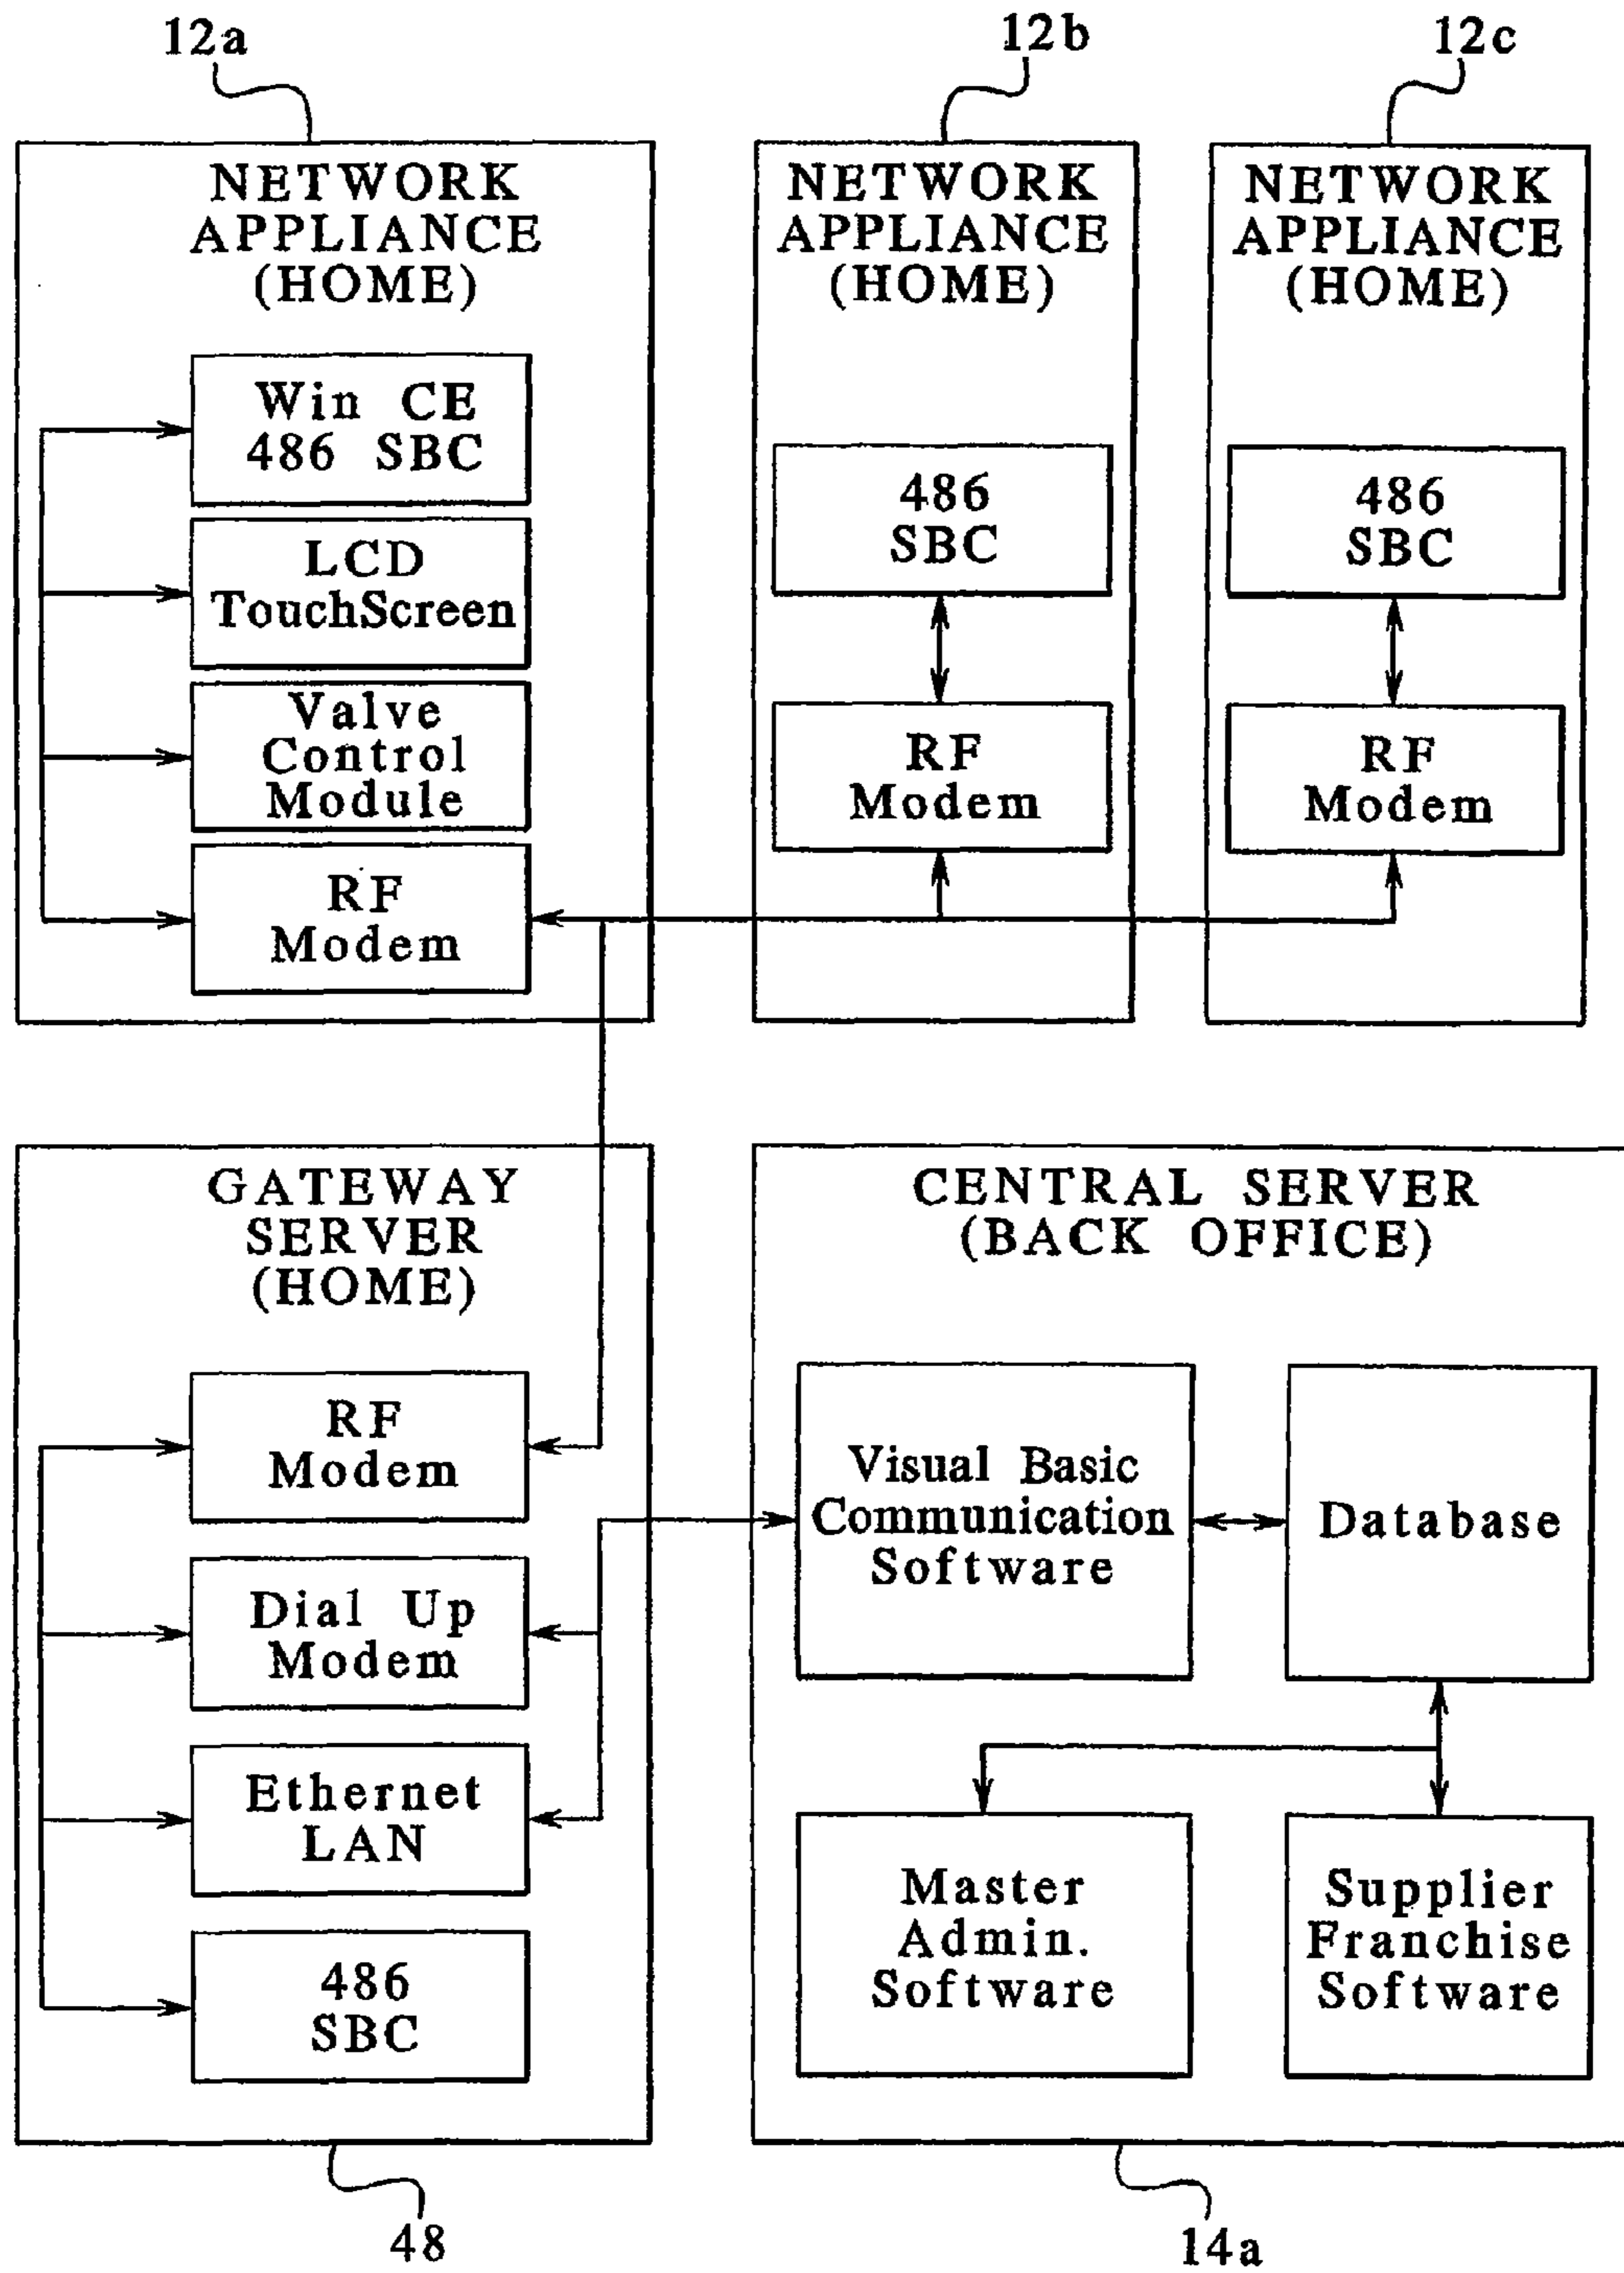 12a
12b
12c
NETWORK
APPLIANCE
(HOME)
Win CE
486 SBC
LCD
TouchScreen
Valve
Control
Module
RF
Modem
NETWORK
APPLIANCE
(HOME)
486
SBC
RF
Modem
NETWORK
APPLIANCE
(HOME)
486
SBC
RF
Modem
GATEWAY
SERVER
(HOME)
RF
Modem
Dial Up
Modem
Ethernet
LAN
486
SBC
CENTRAL SERVER
(BACK OFFICE)
Visual Basic
Communication
Software
Database
Master
Admin.
Software
Supplier
Franchise
Software
48
14a